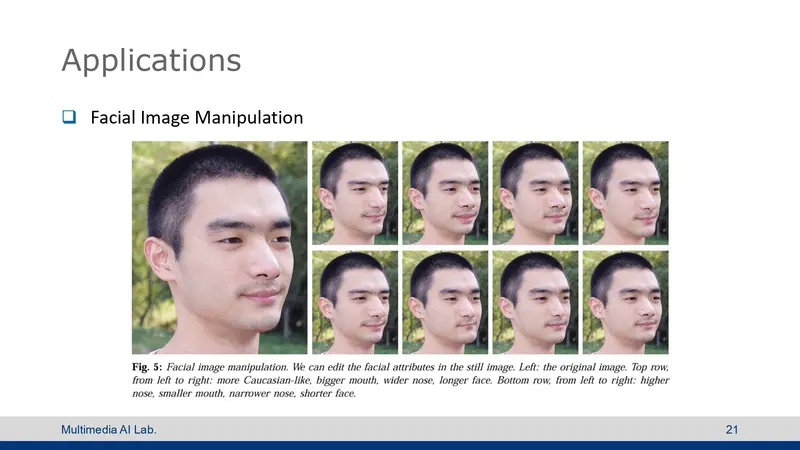 Applications
Facial Image Manipulation
Fig. 5: Facial image manipulation. We can edit the facial attributes in the still image. Left: the original image. Top row,
from left to right: more Caucasian-like, bigger mouth, wider nose, longer face. Bottom row, from left to right: higher
nose, smaller mouth, narrower nose, shorter face.
Multimedia AI Lab.
21